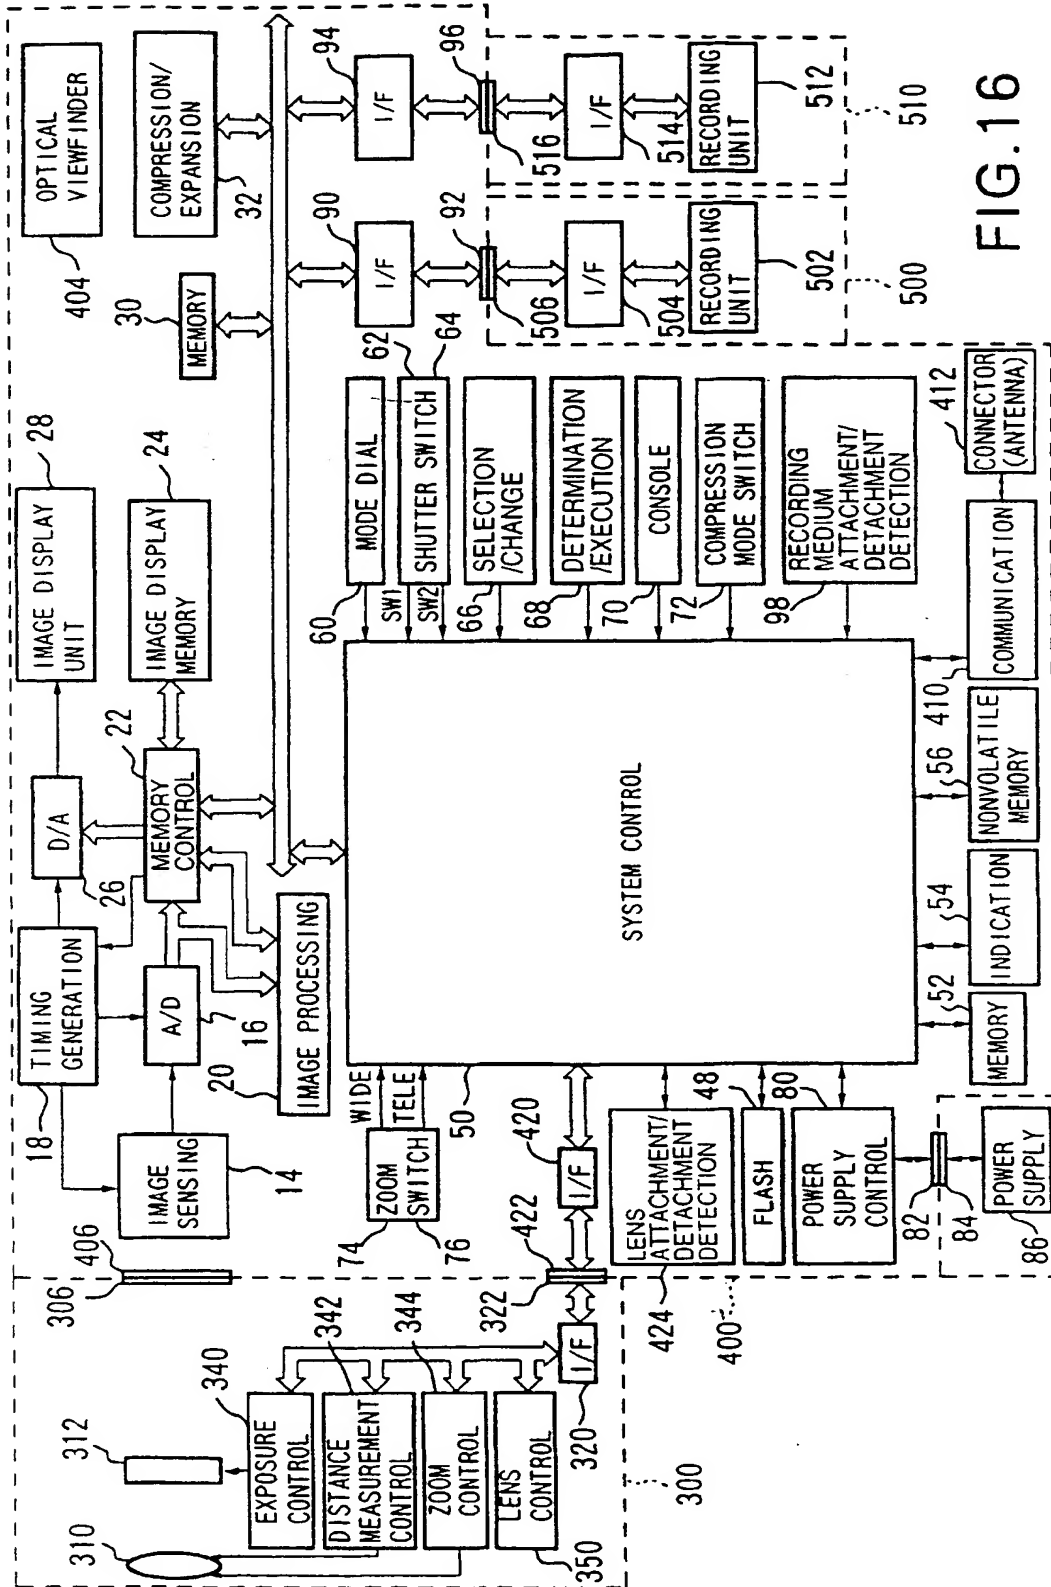 310
312
340
EXPOSURE
CONTROL
342
DISTANCE
MEASUREMENT
CONTROL
344
ZOOM
CONTROL
LENS
CONTROL
350
I/F
320
300
306
406
322
422
I/F
420
IMAGE
SENSING
14
TIMING
GENERATION
18
A/D
7
16
D/A
26
MEMORY
CONTROL
22
IMAGE DISPLAY
UNIT
28
IMAGE DISPLAY
MEMORY
24
20
IMAGE PROCESSING
MEMORY
30
OPTICAL
VIEWFINDER
404
COMPRESSION/
EXPANSION
32
WIDE
TELE
ZOOM
SWITCH
74
76
50
SYSTEM CONTROL
60
MODE DIAL
SW1
SW2
SHUTTER SWITCH
62
64
66
SELECTION
/CHANGE
68
DETERMINATION
/EXECUTION
70
CONSOLE
72
COMPRESSION
MODE SWITCH
98
RECORDING
MEDIUM
ATTACHMENT/
DETACHMENT
DETECTION
I/F
90
92
506
I/F
504
RECORDING
UNIT
502
500
I/F
94
96
516
I/F
514
RECORDING
UNIT
512
510
LENS
ATTACHMENT/
DETACHMENT
DETECTION
424
400
FLASH
48
POWER
SUPPLY
CONTROL
80
82
84
POWER
SUPPLY
86
MEMORY
52
INDICATION
54
NONVOLATILE
MEMORY
56
COMMUNICATION
410
CONNECTOR
(ANTENNA)
412
FIG.16